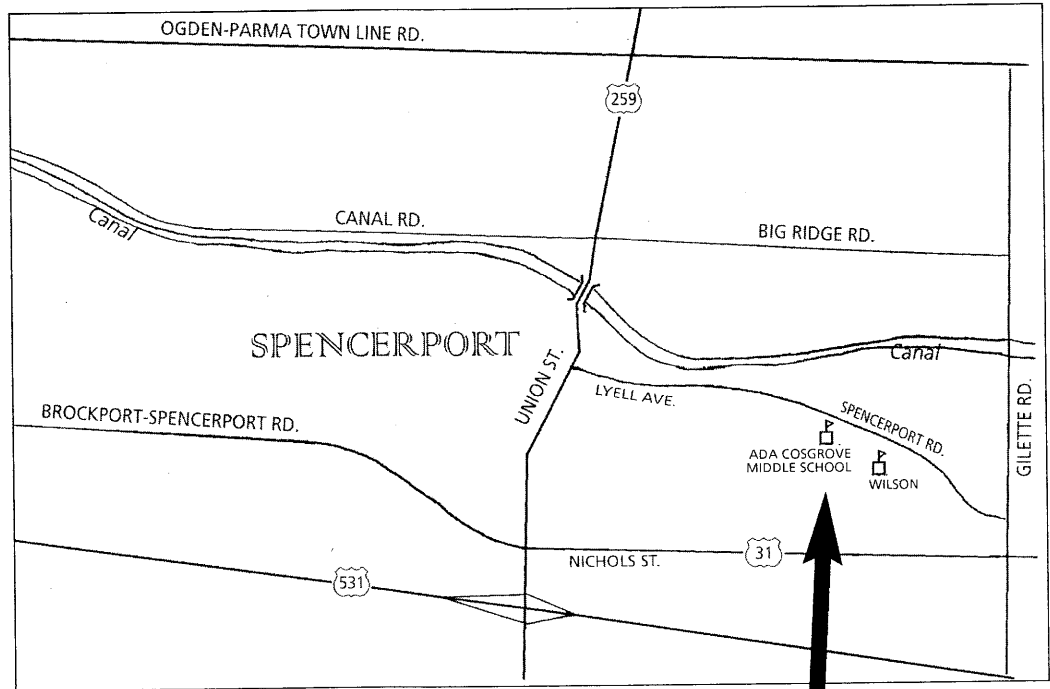 OGDEN-PARMA TOWN LINE RD.
259
CANAL RD.
BIG RIDGE RD.
Canal
SPENCERPORT
Canal
UNION ST.
LYELL AVE.
SPENCERPORT RD.
GILETTE RD.
BROCKPORT-SPENCERPORT RD.
ADA COSGROVE
MIDDLE SCHOOL
WILSON
NICHOLS ST.
31
531